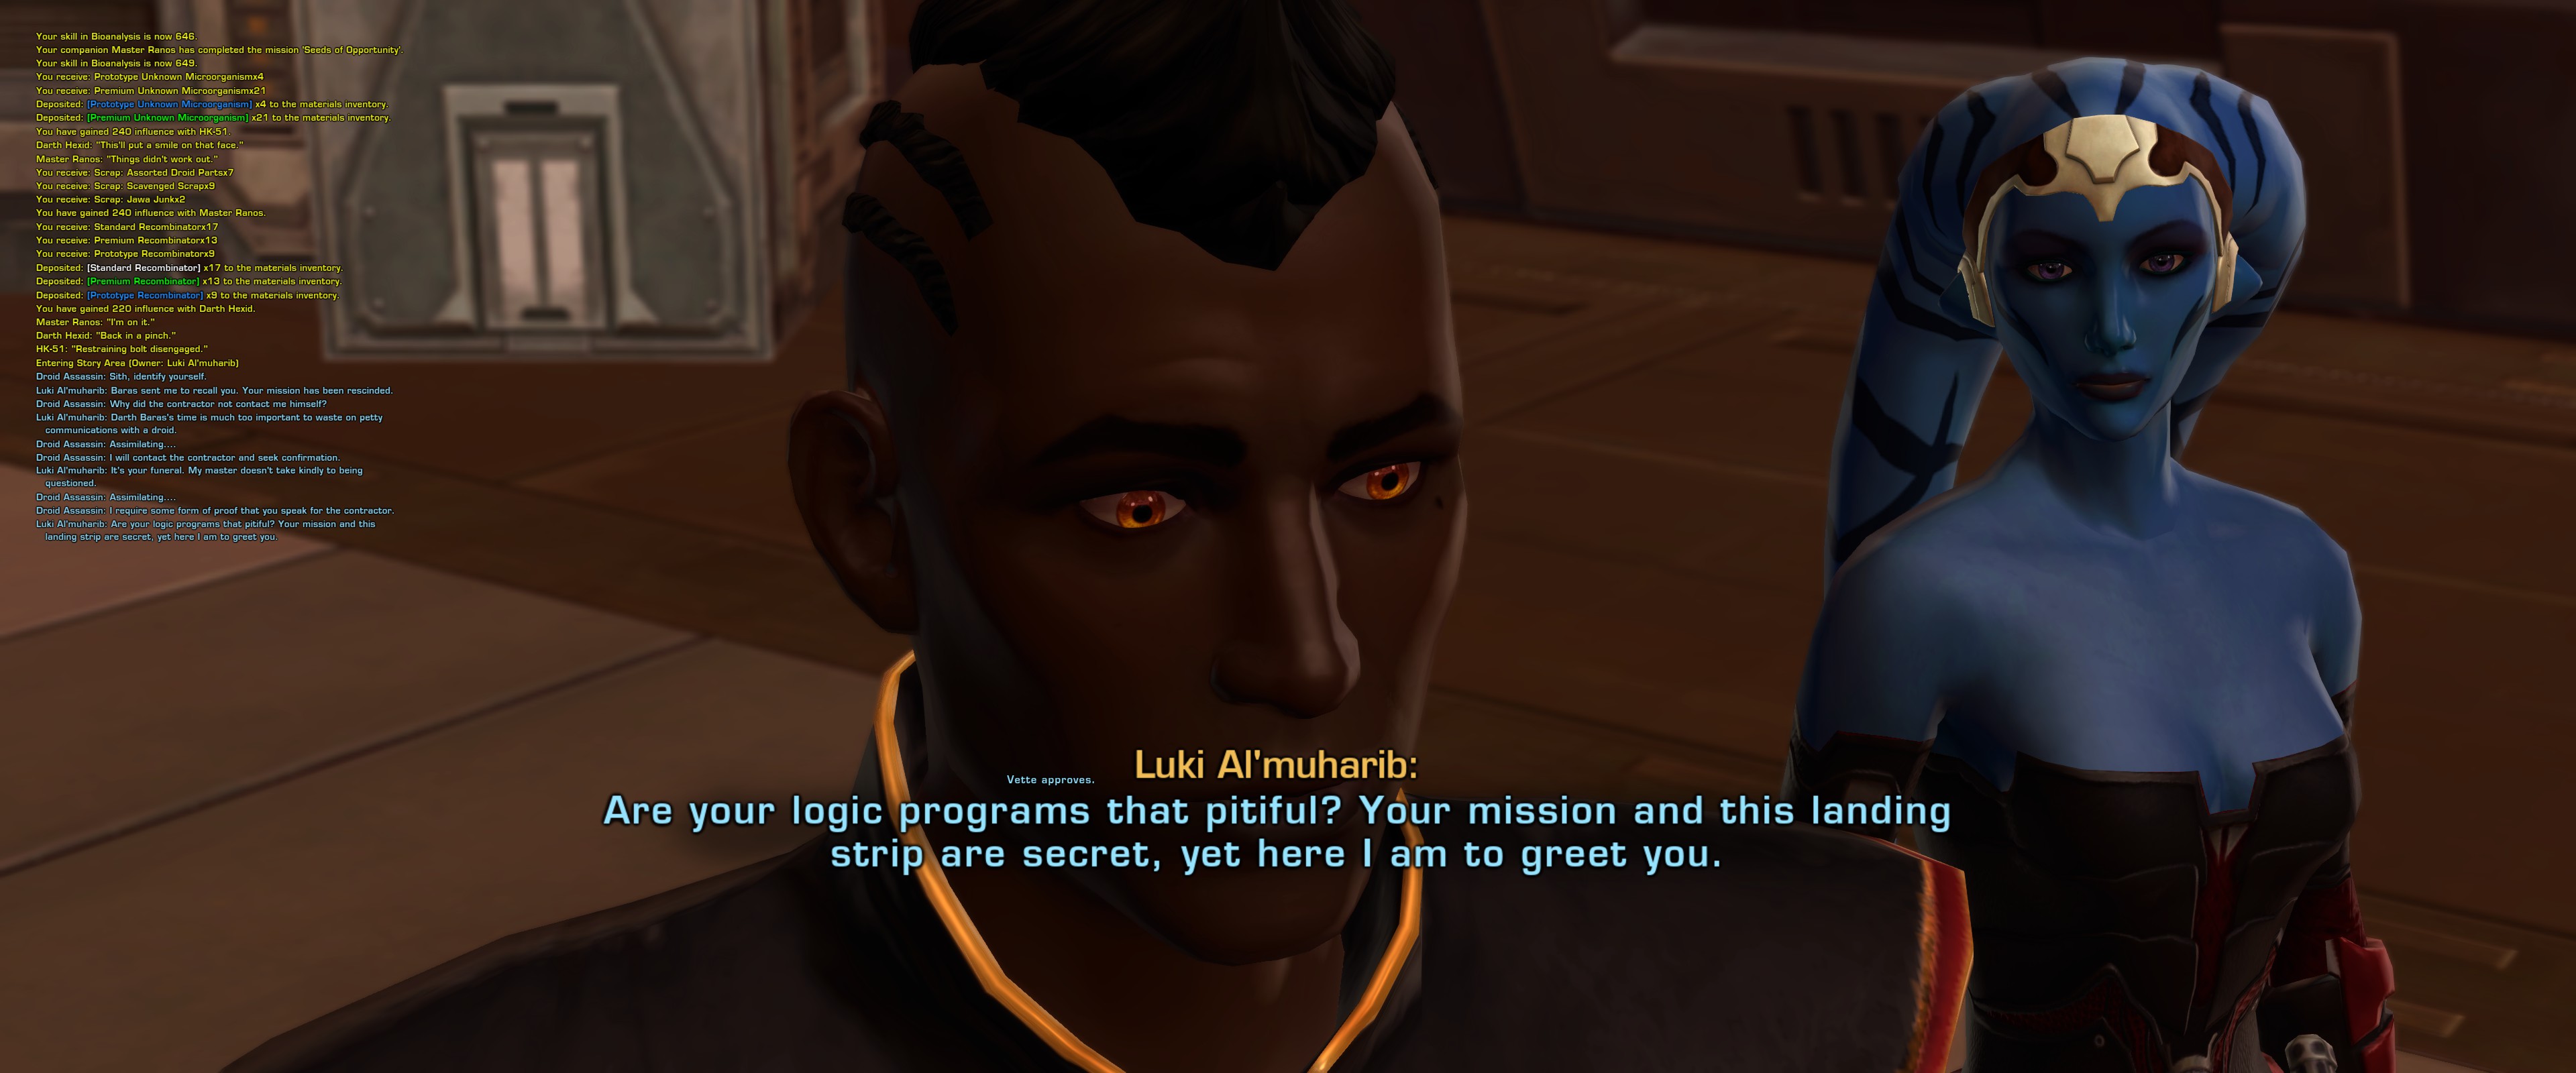 Your skill in Bioanalysis is now 646.
Your companion Master Ranos has completed the mission 'Seeds of Opportunity'.
Your skill in Bioanalysis is now 649.
You receive: Prototype Unknown Microorganismx4
You receive: Premium Unknown Microorganismx21
Deposited: [Prototype Unknown Microorganism] x4 to the materials inventory.
Deposited: [Premium Unknown Microorganism] x21 to the materials inventory.
You have gained 240 influence with HK-51.
Darth Hexid: "This'll put a smile on that face."
Master Ranos: "Things didn't work out."
You receive: Scrap: Assorted Droid Partsx7
You receive: Scrap: Scavenged Scrapx9
You receive: Scrap: Jawa Junkx2
You have gained 240 influence with Master Ranos.
You receive: Standard Recombinatorx17
You receive: Premium Recombinatorx13
You receive: Prototype Recombinatorx9
Deposited: [Standard Recombinator] x17 to the materials inventory.
Deposited: [Premium Recombinator] x13 to the materials inventory.
Deposited: [Prototype Recombinator] x9 to the materials inventory.
You have gained 220 influence with Darth Hexid.
Master Ranos: "I'm on it."
Darth Hexid: "Back in a pinch."
HK-51: "Restraining bolt disengaged."
Entering Story Area (Owner: Luki Al'muharib)
Droid Assassin: Sith, identify yourself.
Luki Al'muharib: Baras sent me to recall you. Your mission has been rescinded.
Droid Assassin: Why did the contractor not contact me himself?
Luki Al'muharib: Darth Baras's time is much too important to waste on petty
communications with a droid.
Droid Assassin: Assimilating....
Droid Assassin: I will contact the contractor and seek confirmation.
Luki Al'muharib: It's your funeral. My master doesn't take kindly to being
questioned.
Droid Assassin: Assimilating....
Droid Assassin: I require some form of proof that you speak for the contractor.
Luki Al'muharib: Are your logic programs that pitiful? Your mission and this
landing strip are secret, yet here I am to greet you.
Luki Al'muharib:
Vette approves.
Are your logic programs that pitiful? Your mission and this landing
strip are secret, yet here I am to greet you.